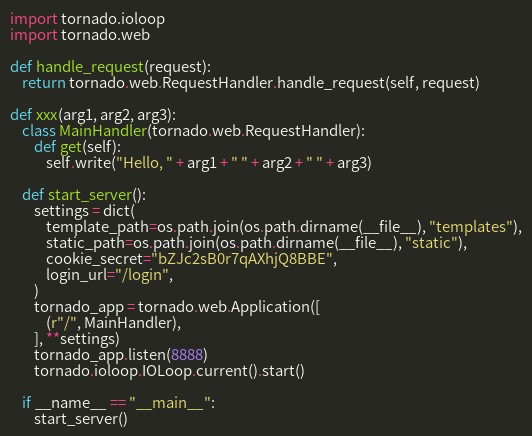 import tornado.ioloop
import tornado.web

def handle_request(request):
    return tornado.web.RequestHandler.handle_request(self, request)

def xxx(arg1, arg2, arg3):
    class MainHandler(tornado.web.RequestHandler):
        def get(self):
            self.write("Hello, " + arg1 + " " + arg2 + " " + arg3)

    def start_server():
        settings = dict(
            template_path=os.path.join(os.path.dirname(__file__), "templates"),
            static_path=os.path.join(os.path.dirname(__file__), "static"),
            cookie_secret="bZJc2sB0r7qAXhjQ8BBE",
            login_url="/login",
        )
        tornado_app = tornado.web.Application([
            (r"/", MainHandler),
        ], **settings)
        tornado_app.listen(8888)
        tornado.ioloop.IOLoop.current().start()

    if __name__ == "__main__":
        start_server()